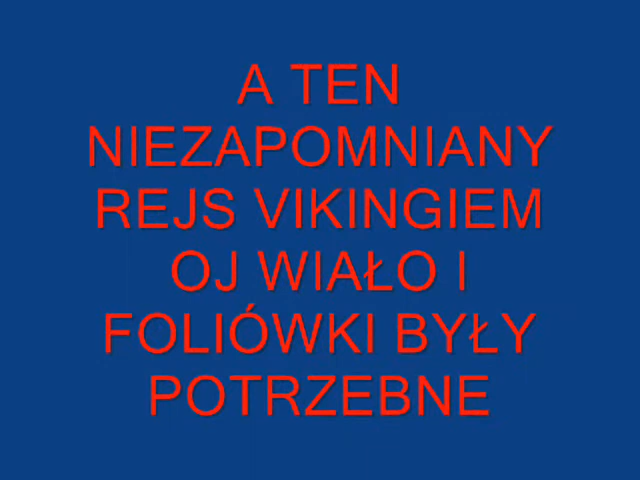 A TEN
NIEZAPOMNIANY
REJS VIKINGIEM
OJ WIAŁO I
FOLIÓWKI BYŁY
POTRZEBNE